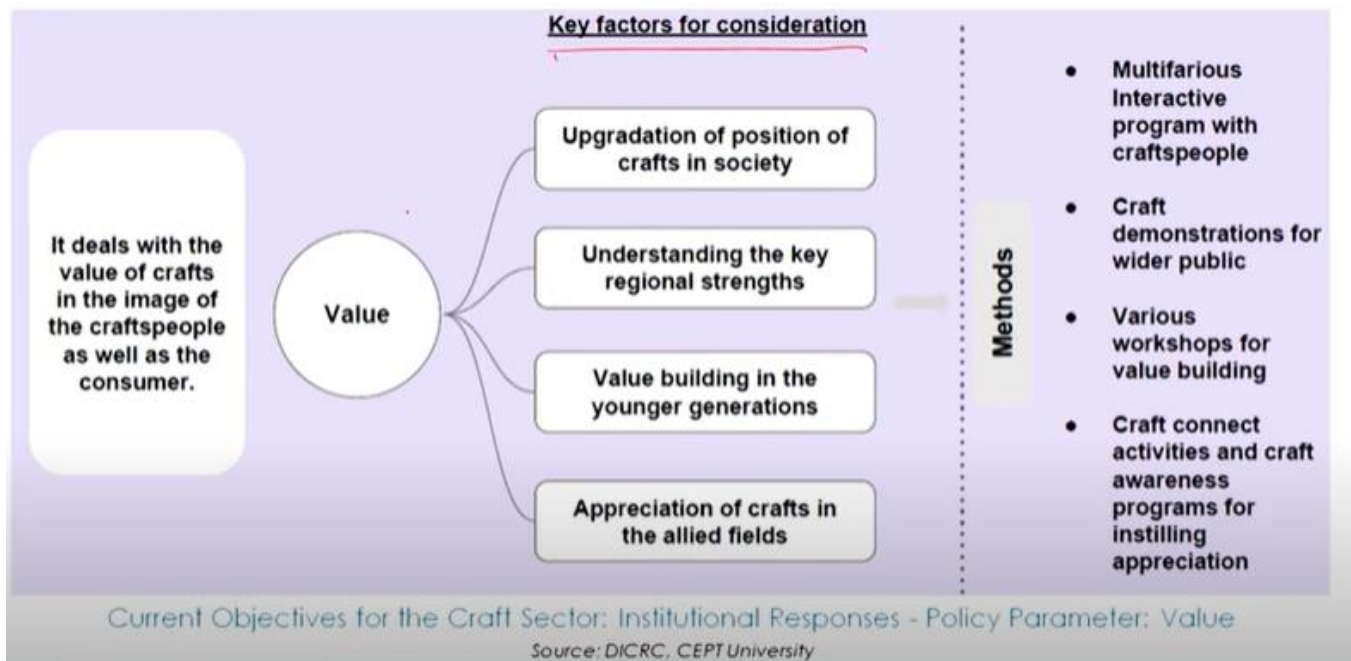 Key factors for consideration
It deals with the
value of crafts
in the image of
the craftspeople
as well as the
consumer.
Value
Upgradation of position of
crafts in society
Understanding the key
regional strengths
Value building in the
younger generations
Appreciation of crafts in
the allied fields
Methods
● Multifarious
Interactive
program with
craftspeople
● Craft
demonstrations for
wider public
● Various
workshops for
value building
● Craft connect
activities and craft
awareness
programs for
instilling
appreciation
Current Objectives for the Craft Sector: Institutional Responses - Policy Parameter: Value
Source: DICRC, CEPT University